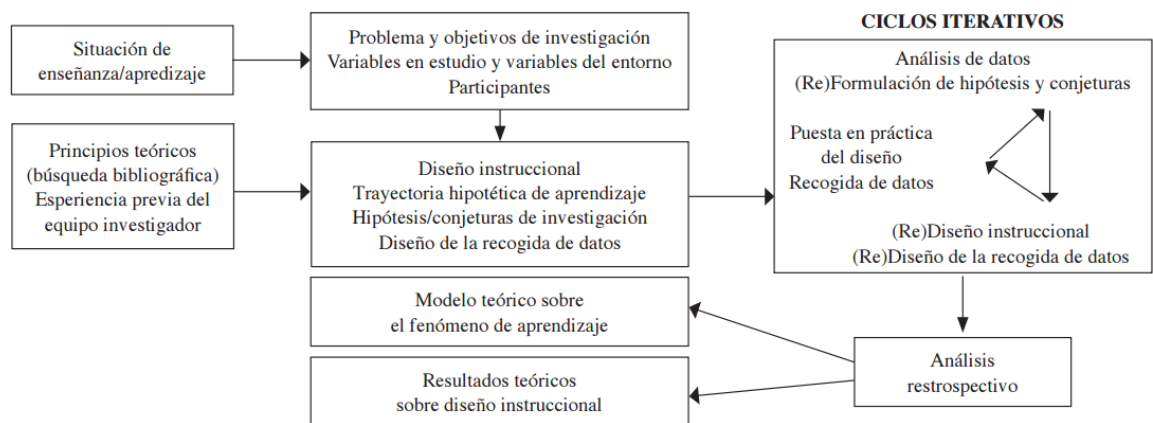 Situación de
enseñanza/apredizaje
Problema y objetivos de investigación
Variables en estudio y variables del entorno
Participantes
CICLOS ITERATIVOS
Análisis de datos
(Re)Formulación de hipótesis y conjeturas
Puesta en práctica
del diseño
Recogida de datos
(Re)Diseño instruccional
(Re)Diseño de la recogida de datos
Principios teóricos
(búsqueda bibliográfica)
Experiencia previa del
equipo investigador
Diseño instruccional
Trayectoria hipotética de aprendizaje
Hipótesis/conjeturas de investigación
Diseño de la recogida de datos
Modelo teórico sobre
el fenómeno de aprendizaje
Resultados teóricos
sobre diseño instruccional
Análisis
restrospectivo